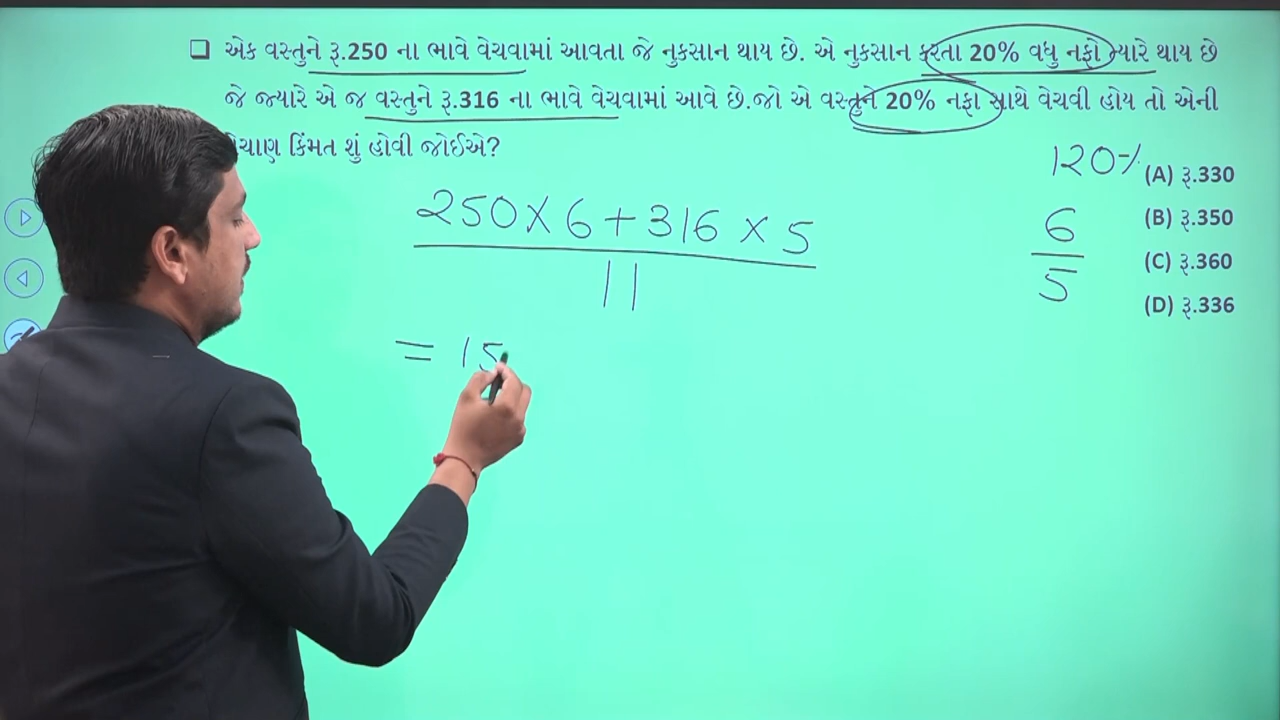 ❑ એક વસ્તુને રૂ.250 ના ભાવે વેચવામાં આવતા જે નુકસાન થાય છે. એ નુકસાન કરતા 20% વધુ નફો ત્યારે થાય છે
જે જ્યારે એ જ વસ્તુને રૂ.316 ના ભાવે વેચવામાં આવે છે.જો એ વસ્તુને 20% નફા સાથે વેચવી હોય તો એની
કિંમત શું હોવી જોઈએ?
120%
(A) રૂ.330
250 × 6 + 316 × 5
11
6
5
(B) રૂ.350
(C) રૂ.360
(D) રૂ.336
= 15